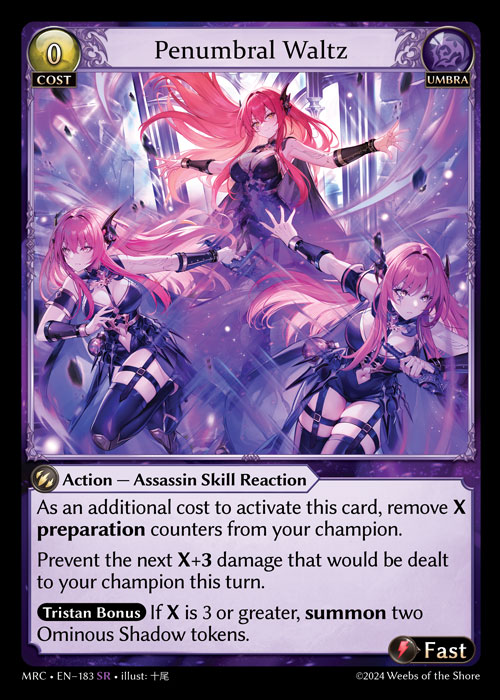 0
COST
Penumbral Waltz
UMBRA
Action — Assassin Skill Reaction
As an additional cost to activate this card, remove X
preparation counters from your champion.
Prevent the next X+3 damage that would be dealt
to your champion this turn.
Tristan Bonus If X is 3 or greater, summon two
Ominous Shadow tokens.
Fast
MRC • EN-183 SR • illust: 十尾
©2024 Weebs of the Shore